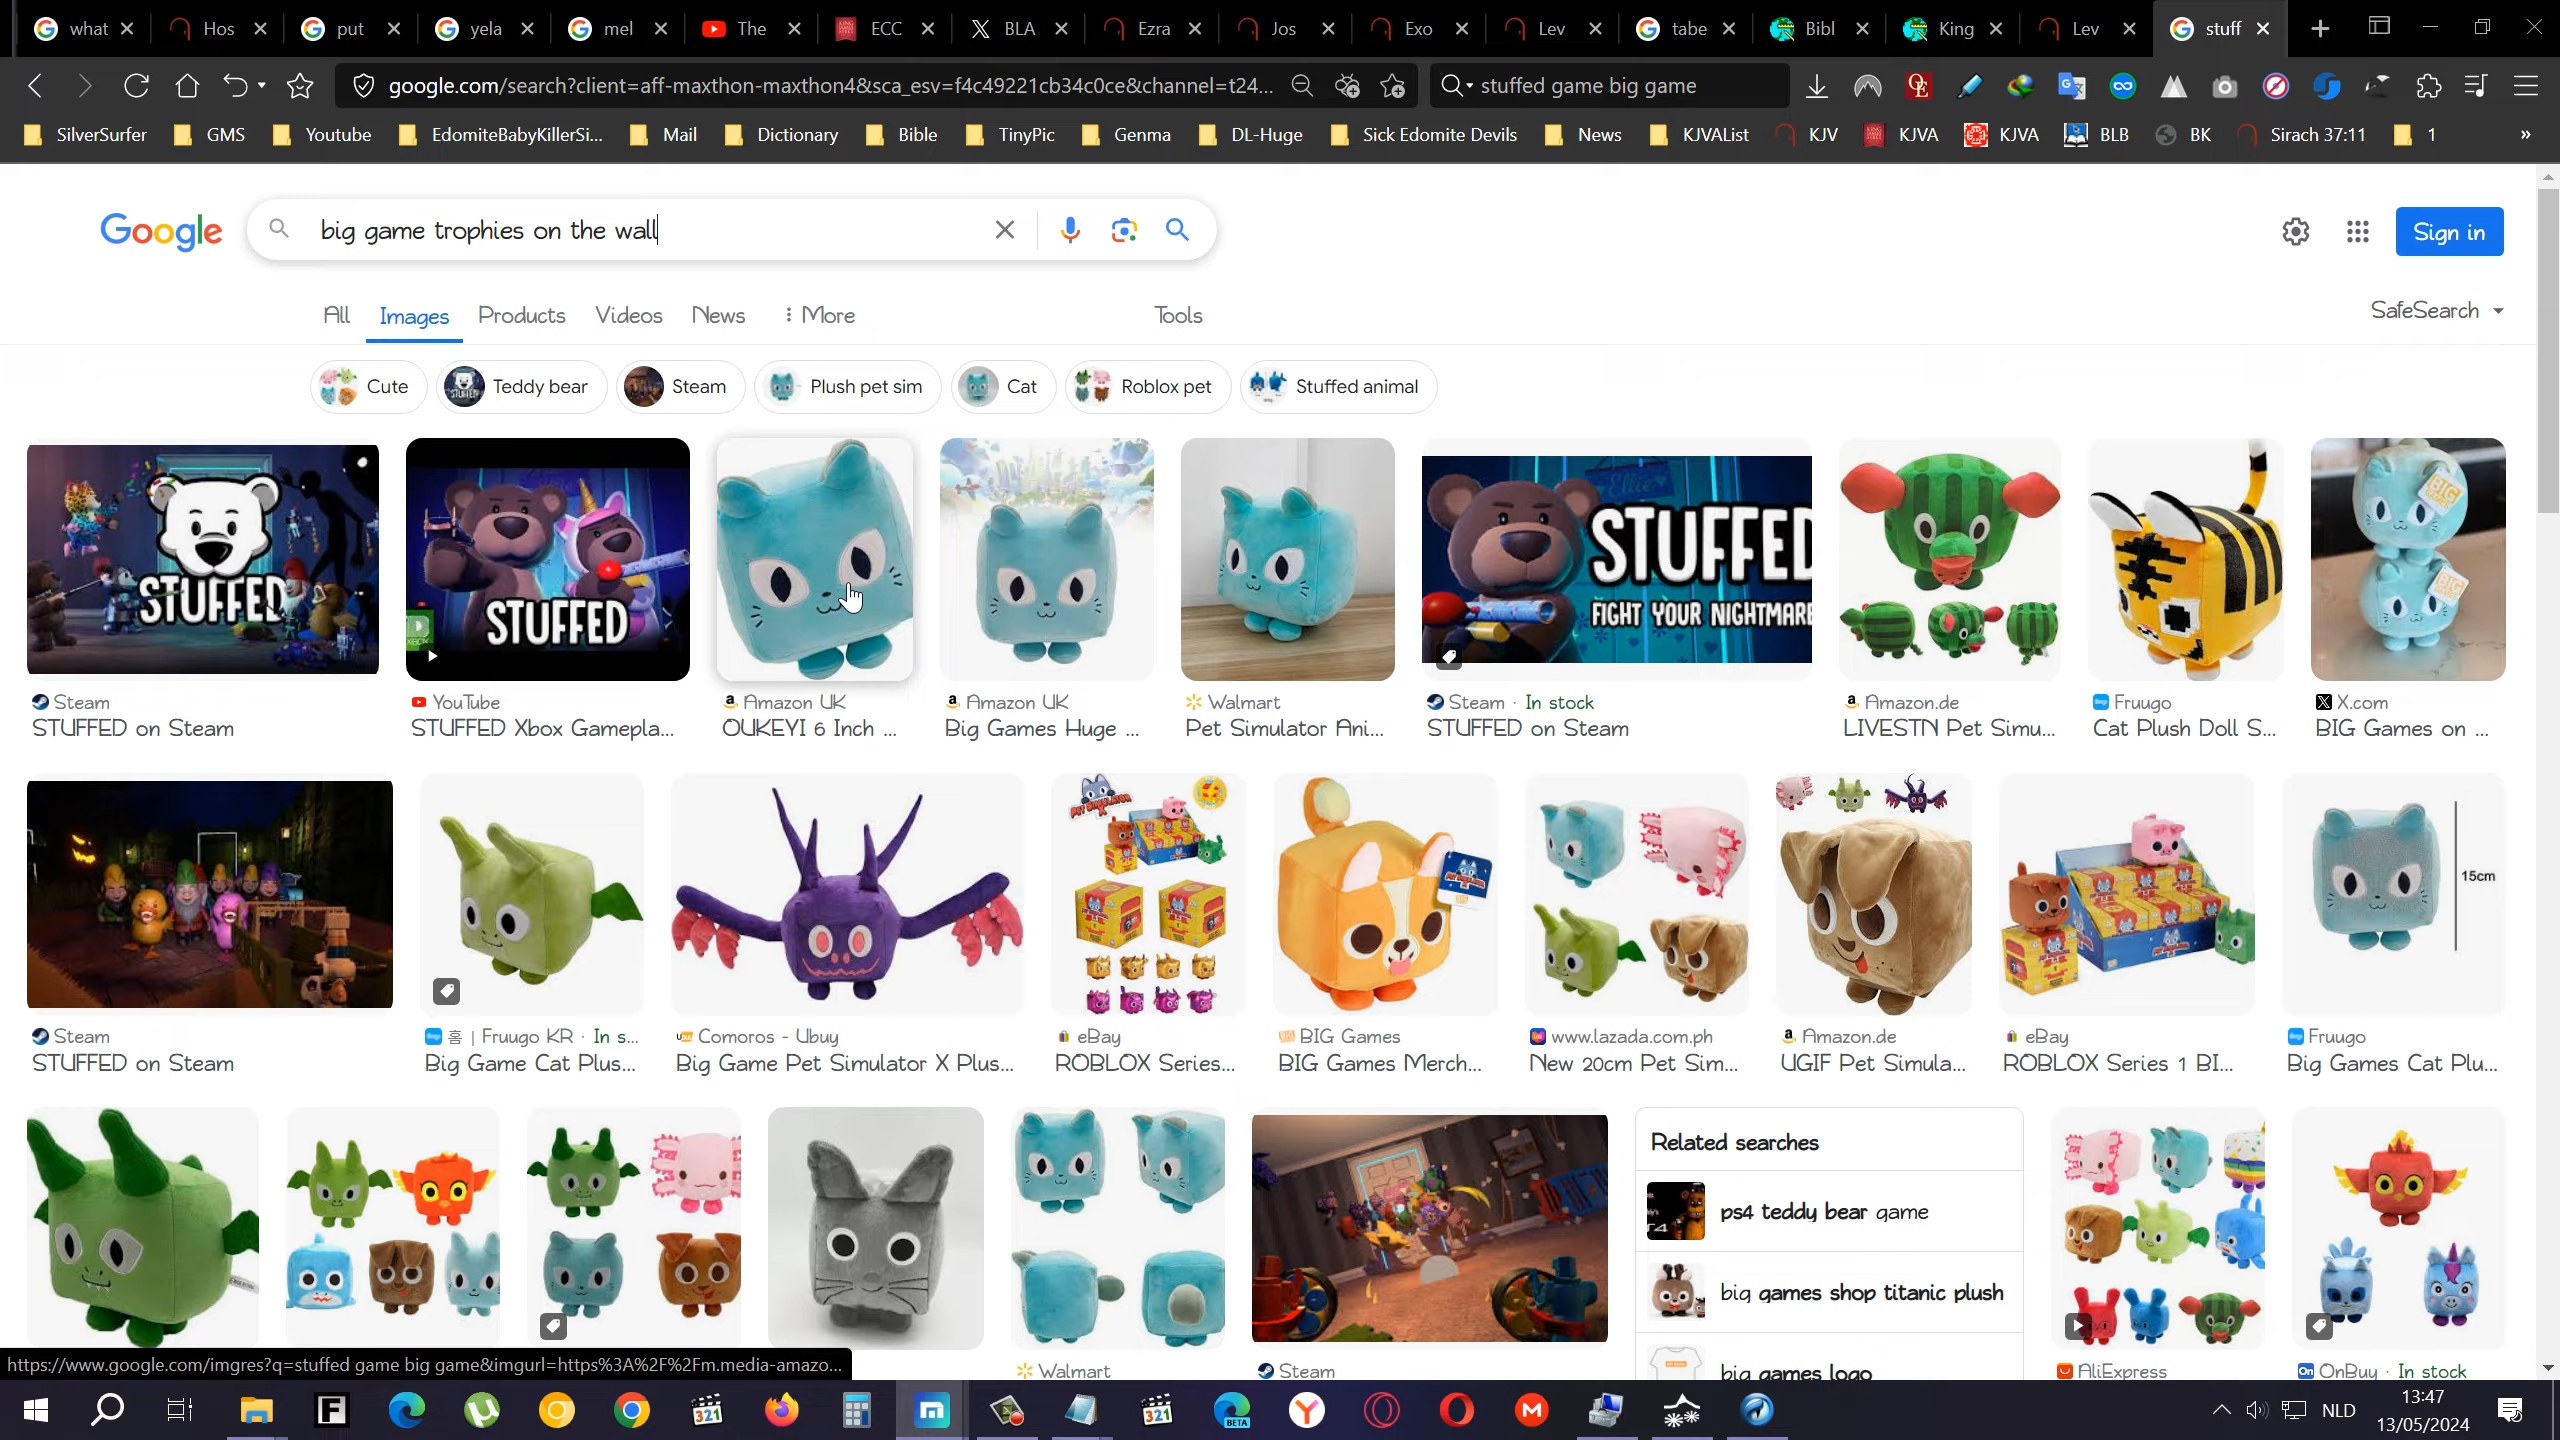 what
Hos
put
yela
mel
The
ECC
BLA
Ezra
Jos
Exo
Lev
tabe
Bibl
King
Lev
stuff
google.com/search?client=aff-maxthon-maxthon4&sca_esv=f4c49221cb34c0ce&channel=t24...
stuffed game big game
SilverSurfer
GMS
Youtube
EdomiteBabyKillerSi...
Mail
Dictionary
Bible
TinyPic
Genma
DL-Huge
Sick Edomite Devils
News
KJVAList
KJV
KJVA
KJVA
BLB
BK
Sirach 37:11
1
»
Google
big game trophies on the wall
Sign in
All
Images
Products
Videos
News
More
Tools
SafeSearch
Cute
Teddy bear
Steam
Plush pet sim
Cat
Roblox pet
Stuffed animal
STUFFED
STUFFED
Ellie
STUFFED
FIGHT YOUR NIGHTMARE
Steam
STUFFED on Steam
YouTube
STUFFED Xbox Gamepla...
Amazon UK
OUKEYI 6 Inch ...
Amazon UK
Big Games Huge ...
Walmart
Pet Simulator Ani...
Steam · In stock
STUFFED on Steam
Amazon.de
LIVESTN Pet Simu...
Fruugo
Cat Plush Doll S...
X.com
BIG Games on ...
15cm
Steam
STUFFED on Steam
홈 | Fruugo KR · In s...
Big Game Cat Plus...
Comoros - Ubuy
Big Game Pet Simulator X Plus...
eBay
ROBLOX Series...
BIG Games
BIG Games Merch...
www.lazada.com.ph
New 20cm Pet Sim...
Amazon.de
UGIF Pet Simula...
eBay
ROBLOX Series 1 BI...
Fruugo
Big Games Cat Plu...
Related searches
ps4 teddy bear game
big games shop titanic plush
big games logo
Walmart
Steam
AliExpress
OnBuy · In stock
https://www.google.com/imgres?q=stuffed game big game&imgurl=https%3A%2F%2Fm.media-amazo...
NLD
13:47
13/05/2024